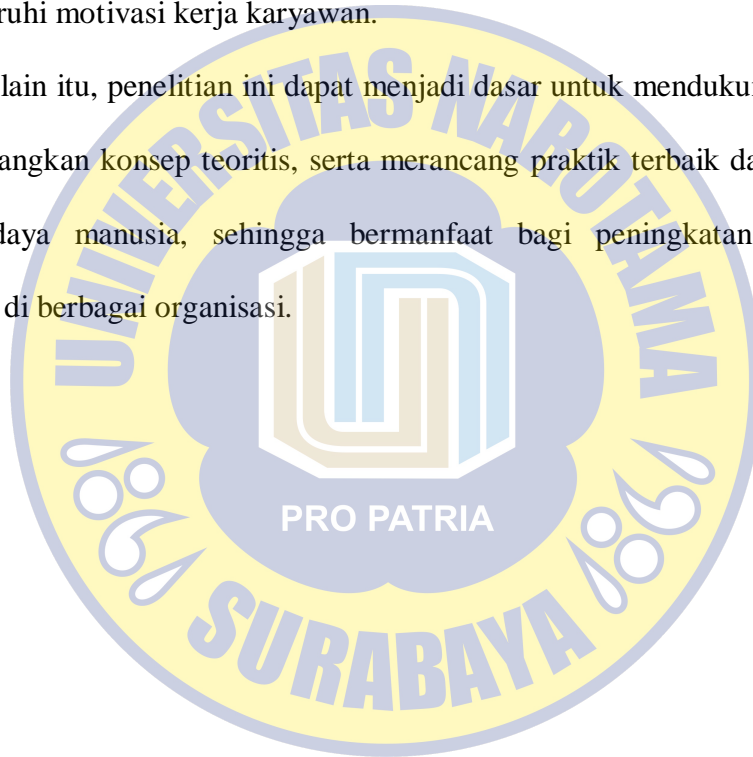 ruhi motivasi kerja karyawan.
lain itu, penelitian ini dapat menjadi dasar untuk mendukun
angkan konsep teoritis, serta merancang praktik terbaik da
daya manusia, sehingga bermanfaat bagi peningkatan
di berbagai organisasi.
UNIVERSITAS NAROTAMA
PRO PATRIA
SURABAYA